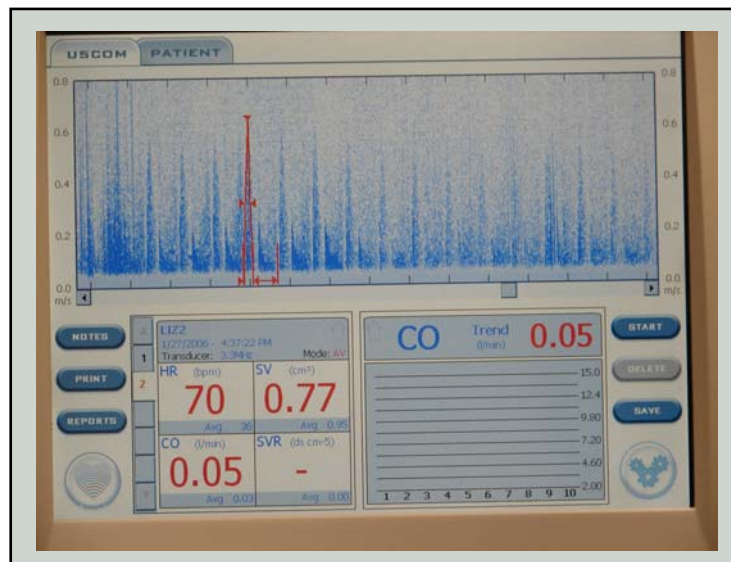 USCOM PATIENT
0.8 0.8
0.6 0.6
0.4 0.4
0.2 0.2
0.0 0.0
m/s m/s
NOTES
PRINT
REPORTS
1
2
LIZ2
1/27/2006 - 4:37:22 PM
Transducer: 3.3MHz Mode: AV
HR (bpm) SV (cm³)
70 0.77
Avg 36 Avg 0.95
CO (l/min) SVR (ds cm-5)
0.05 -
Avg 0.03 Avg 0.00
CO Trend (l/min) 0.05
15.0
12.4
9.80
7.20
4.60
2.00
1 2 3 4 5 6 7 8 9 10
START
DELETE
SAVE